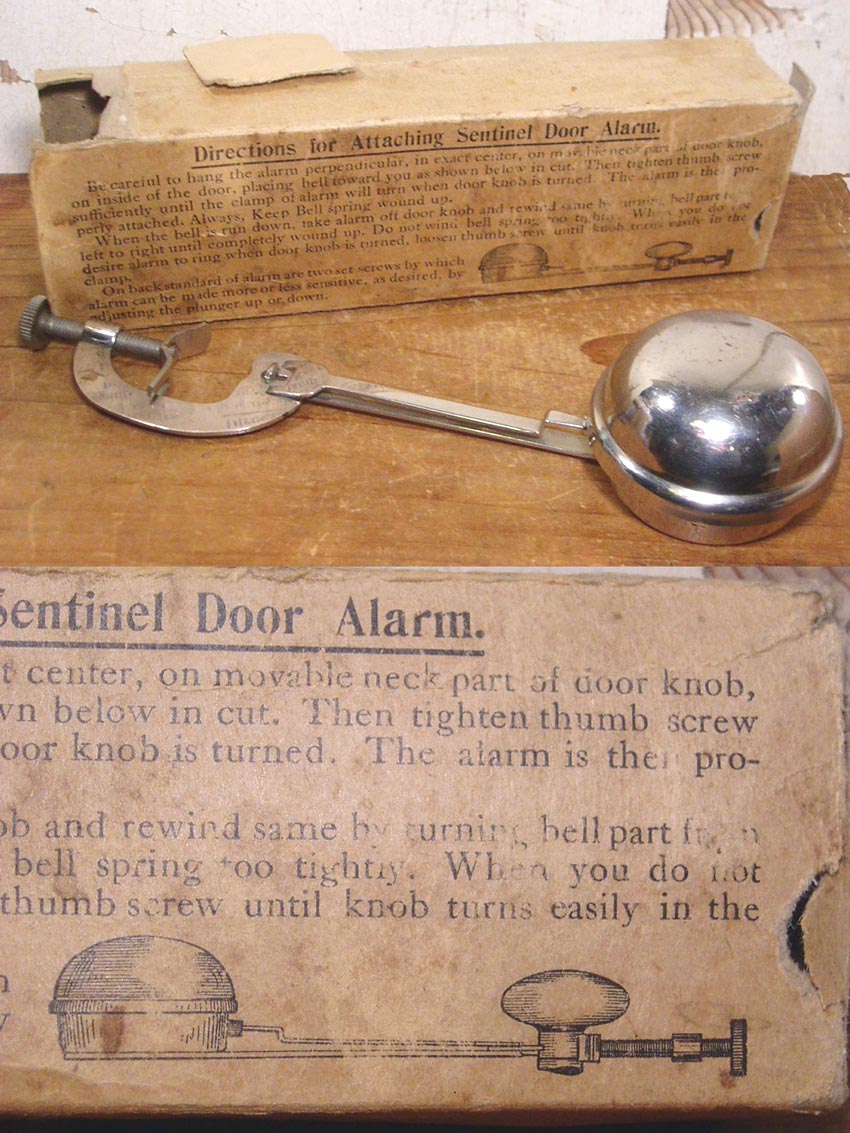 Directions for Attaching Sentinel Door Alarm.
Be careful to hang the alarm perpendicular, in exact center, on movable neck part of door knob,
on inside of the door, placing bell toward you as shown below in cut. Then tighten thumb screw
sufficiently until the clamp of alarm will turn when door knob is turned. The alarm is then pro-
perly attached. Always, Keep Bell spring wound up.
When the bell is run down, take alarm off door knob and rewind same by turning bell part from
left to right until completely wound up. Do not wind bell spring too tightly. When you do not
desire alarm to ring when door knob is turned, loosen thumb screw until knob turns easily in the
clamp.
On back standard of alarm are two set screws by which
alarm can be made more or less sensitive, as desired, by
adjusting the plunger up or down.
Sentinel Door Alarm.
t center, on movable neck part of door knob,
wn below in cut. Then tighten thumb screw
oor knob is turned. The alarm is then pro-
ob and rewind same by turning bell part from
bell spring too tightly. When you do not
thumb screw until knob turns easily in the